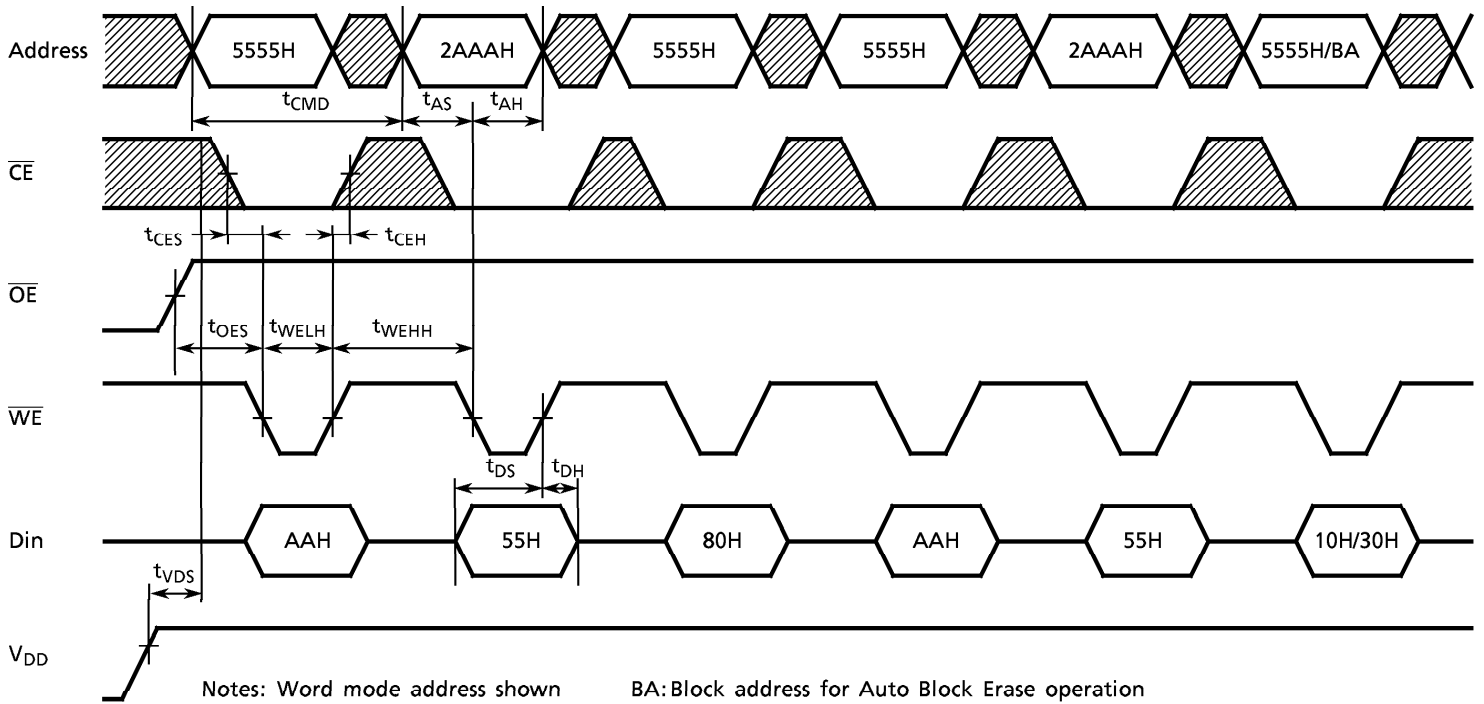 Address 5555H 2AAAH 5555H 5555H 2AAAH 5555H/BA
tCMD tAS tAH
CE
tCES tCEH
OE
tOES tWELH tWEHH
WE
tDS tDH
Din AAH 55H 80H AAH 55H 10H/30H
tVDS
VDD
Notes: Word mode address shown BA: Block address for Auto Block Erase operation